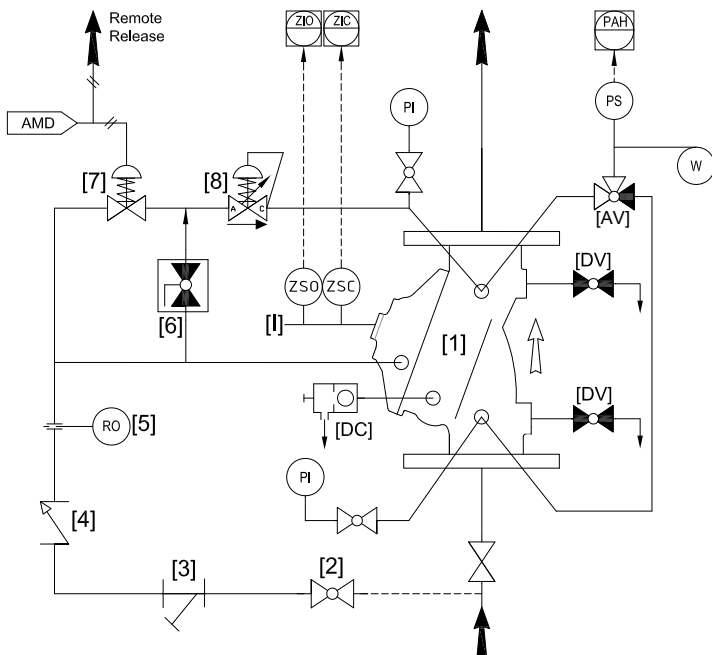 Remote
Release
ZIO
ZIC
PAH
PI
PS
AMD
W
[7]
[8]
A
C
[AV]
[DV]
ZSO
ZSC
[I]
[6]
[1]
[DV]
RO
[5]
[DC]
PI
[4]
[3]
[2]